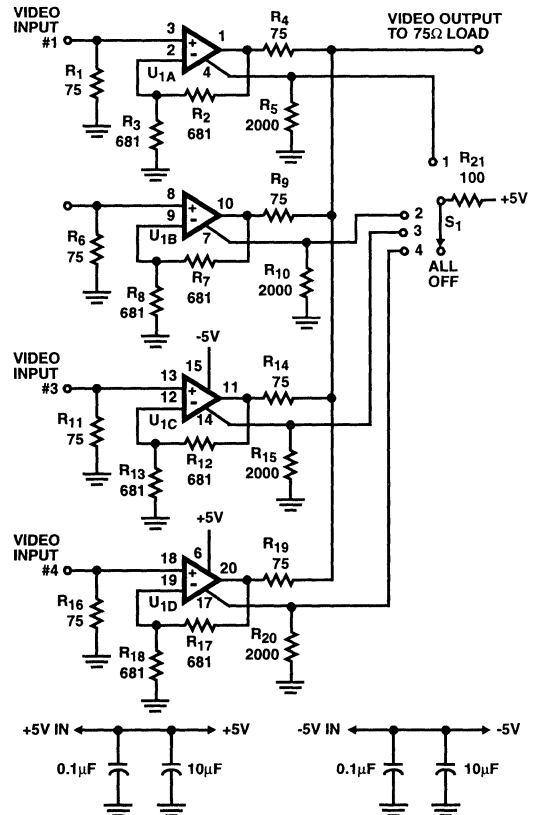 VIDEO INPUT #1
3
2
1
4
U1A
R1 75
R2 681
R3 681
R4 75
R5 2000
VIDEO OUTPUT TO 75Ω LOAD
1
R21 100
+5V
S1
2
3
4
ALL OFF
8
9
10
7
U1B
R6 75
R7 681
R8 681
R9 75
R10 2000
-5V
VIDEO INPUT #3
15
13
12
11
14
U1C
R11 75
R12 681
R13 681
R14 75
R15 2000
+5V
VIDEO INPUT #4
6
18
19
20
17
U1D
R16 75
R17 681
R18 681
R19 75
R20 2000
+5V IN
+5V
0.1µF
10µF
-5V IN
-5V
0.1µF
10µF